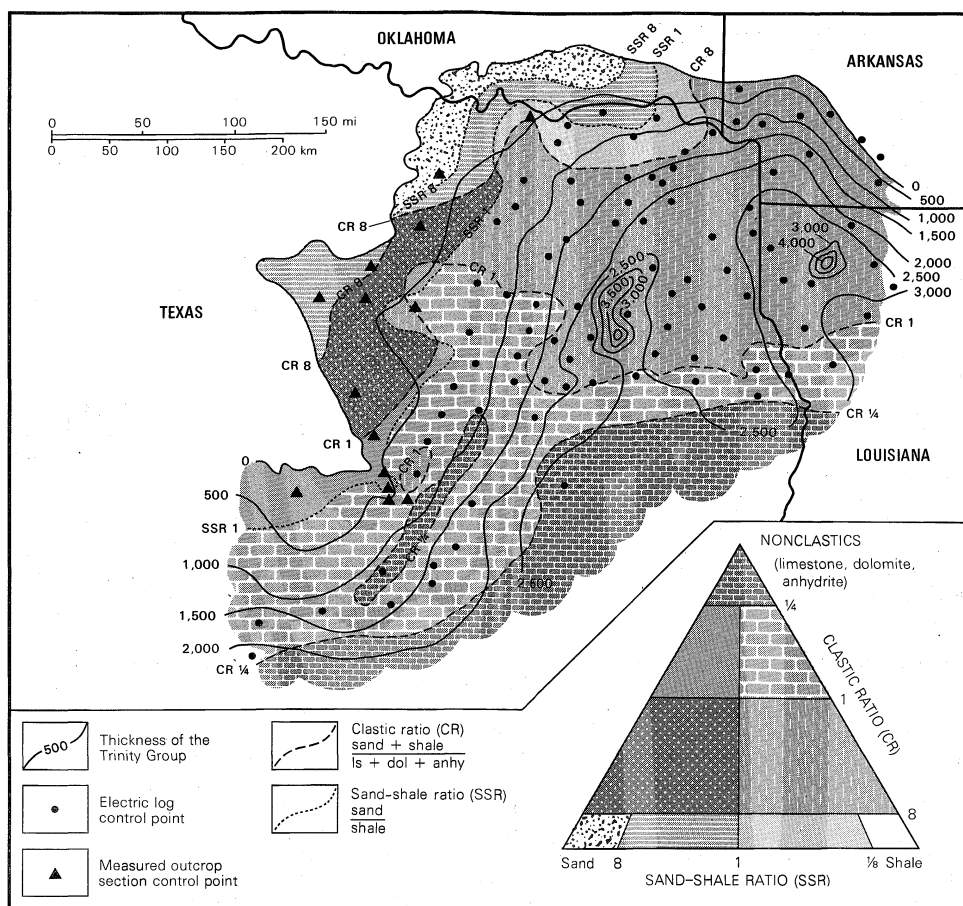 OKLAHOMA
ARKANSAS
SSR 8
SSR 1
CR 8
0 50 100 150 mi
0 50 100 150 200 km
SSR 8
CR 8
SSR 1
0
500
1,000
1,500
2,000
2,500
3,000
3,000
4,000
2,500
3,500
3,000
CR 1
CR 8
TEXAS
CR 1
CR 8
CR ¼
CR 1
CR 1
2,500
LOUISIANA
0
500
SSR 1
CR ¼
1,000
2,500
1,500
2,000
CR ¼
NONCLASTICS
(limestone, dolomite,
anhydrite)
¼
CLASTIC RATIO (CR)
1
8
Sand 8 1 ⅛ Shale
SAND–SHALE RATIO (SSR)
500
Thickness of the
Trinity Group
Clastic ratio (CR)
sand + shale
ls + dol + anhy
Electric log
control point
Sand-shale ratio (SSR)
sand
shale
Measured outcrop
section control point